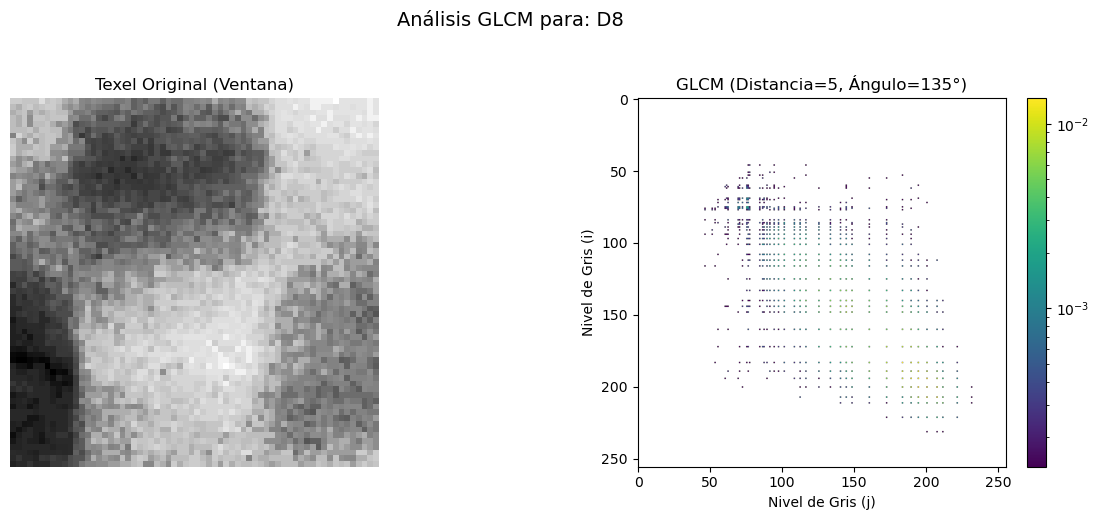 Análisis GLCM para: D8
Texel Original (Ventana)
GLCM (Distancia=5, Ángulo=135°)
0
50
100
150
200
250
Nivel de Gris (i)
0 50 100 150 200 250
Nivel de Gris (j)
10⁻²
10⁻³